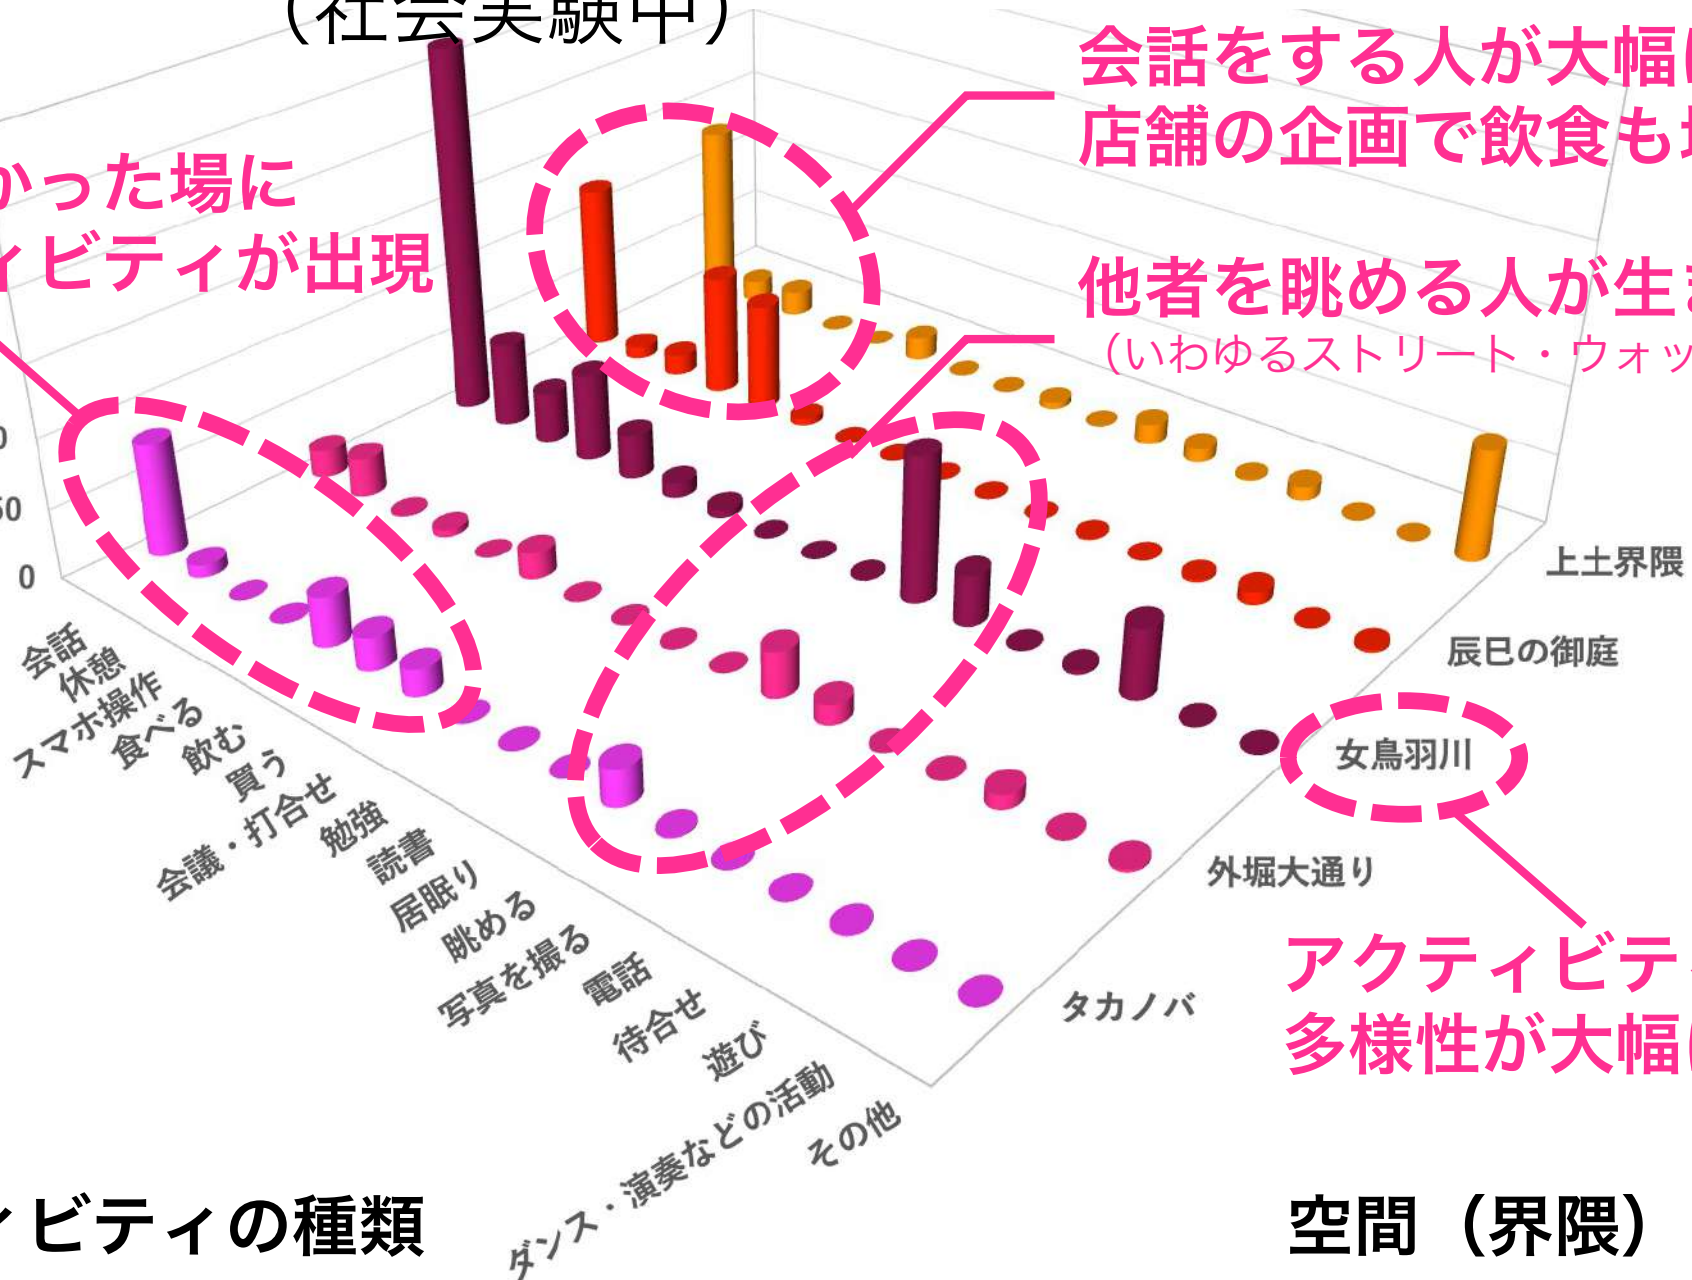 （社会実験中）
会話をする人が大幅に
店舗の企画で飲食も
かった場に
ィビティが出現
他者を眺める人が生ま
（いわゆるストリート・ウォッ
50
0
会話
休憩
スマホ操作
食べる
飲む
買う
会議・打合せ
勉強
読書
居眠り
眺める
写真を撮る
電話
待合せ
遊び
ダンス・演奏などの活動
その他
上土界隈
辰巳の御庭
女鳥羽川
外堀大通り
タカノバ
アクティビテ
多様性が大幅に
ィビティの種類
空間（界隈）